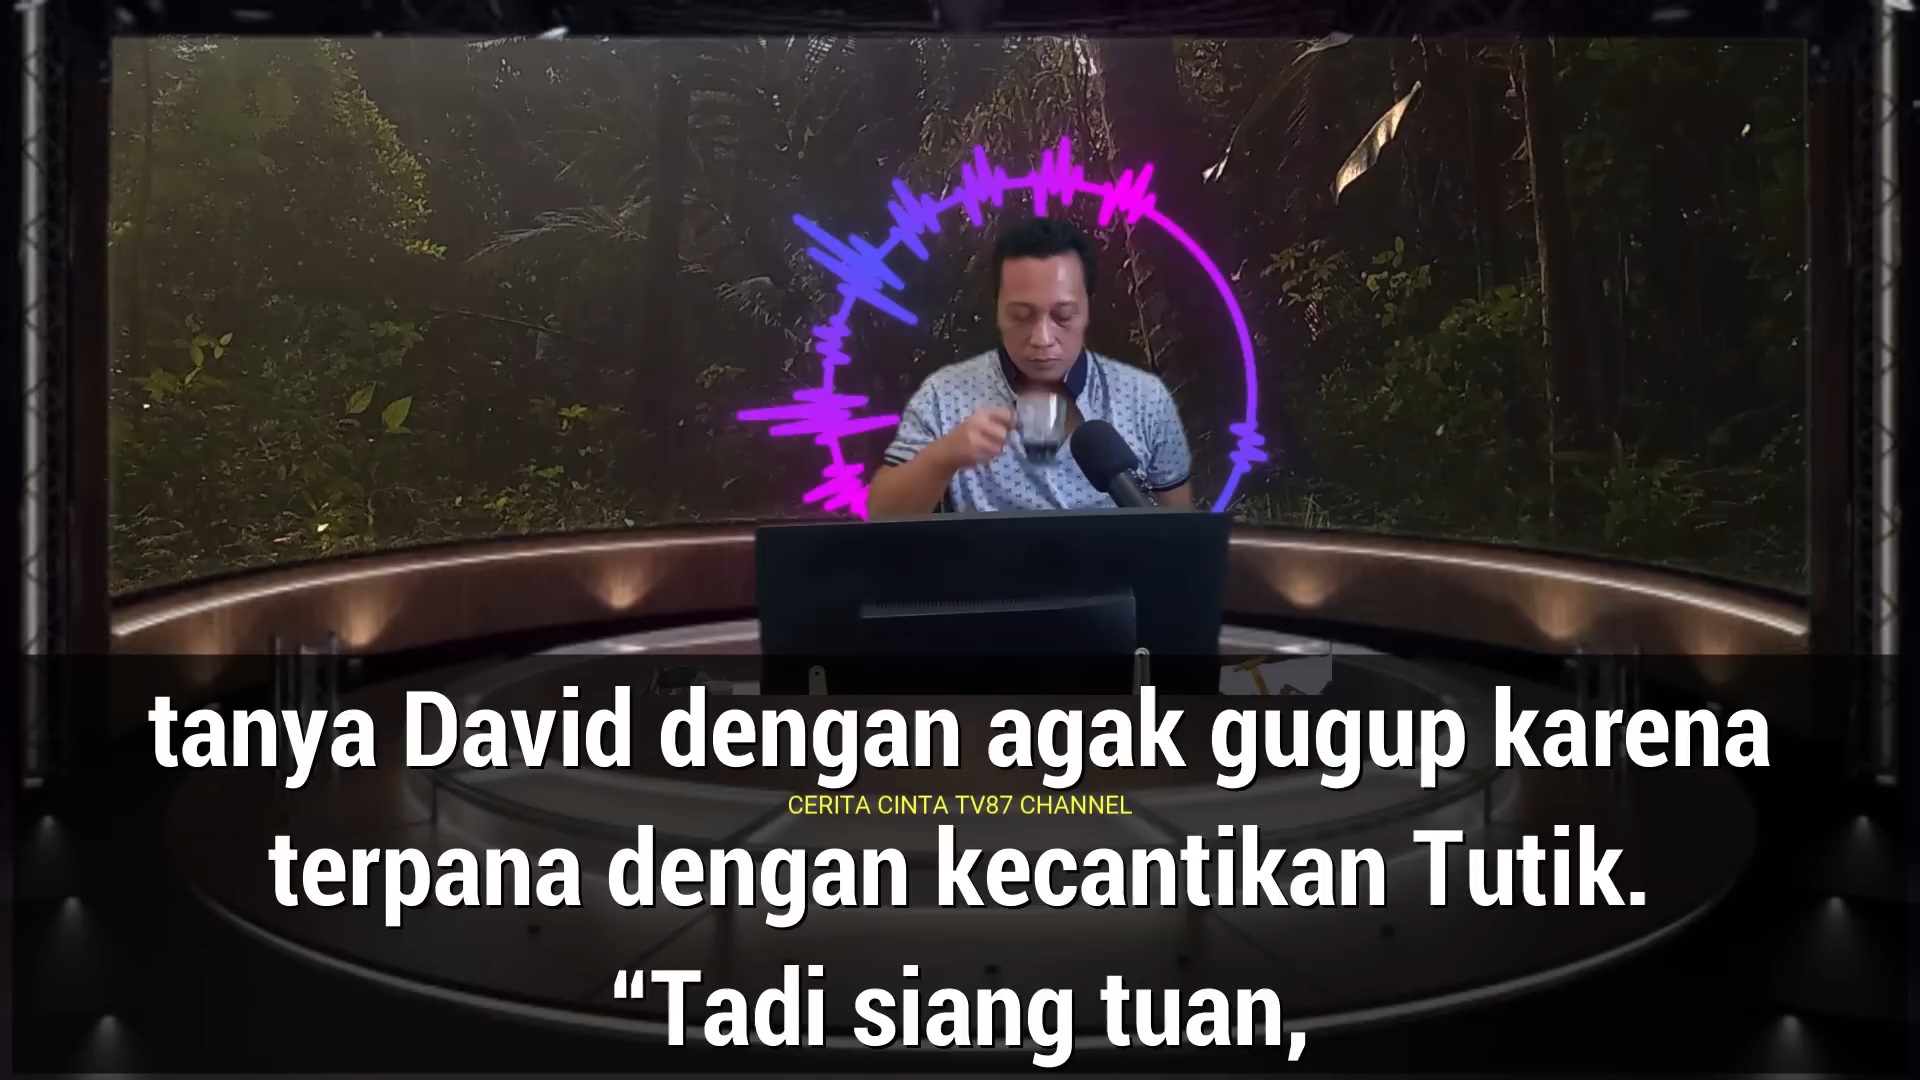 tanya David dengan agak gugup karena
CERITA CINTA TV87 CHANNEL
terpana dengan kecantikan Tutik.
“Tadi siang tuan,